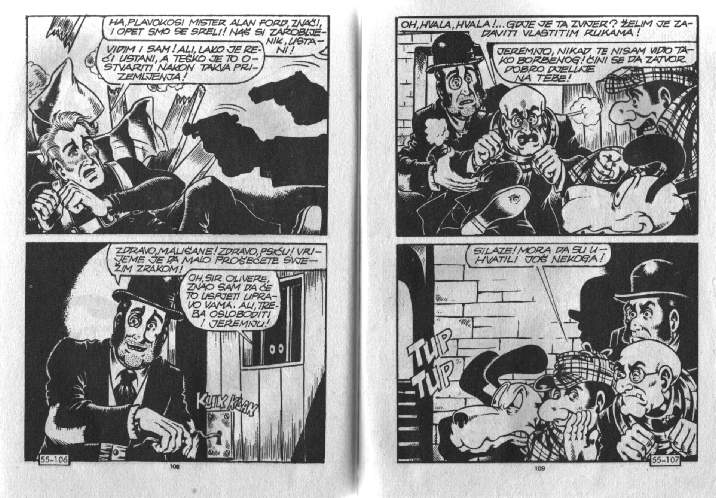 HA, PLAVOKOSI MISTER ALAN FORD, ZNAČI,
I OPET SMO SE SRELI! NAŠ SI ZAROBLJE-
NIK, USTA-
NI!
VIDIM I SAM! ALI, LAKO JE RE-
ĆI USTANI, A TEŠKO JE TO O-
STVARITI NAKON TAKVA PRI-
ZEMLJENJA!
ZDRAVO, MALIŠANE! ZDRAVO, PSIĆU! VRI-
JEME JE DA MALO PROŠEĆETE SVJE-
ŽIM ZRAKOM!
OH, SIR OLIVERE,
ZNAO SAM DA ĆE
TO USPJETI UPRA-
VO VAMA. ALI, TRE-
BA OSLOBODITI
I JEREMIJU!
KLIK KLAK
55-106
108
OH, HVALA, HVALA!... GDJE JE TA ZVIJER? ŽELIM JE ZA-
DAVITI VLASTITIM
RUKAMA!
JEREMIJO, NIKAD TE NISAM VIDIO TA-
KO BORBENOG! ČINI SE DA ZATVOR
DOBRO DJELUJE
NA TEBE!
SILAZE! MORA DA SU U-
HVATILI JOŠ NEKOGA!
TUP
TUP
55-107
109